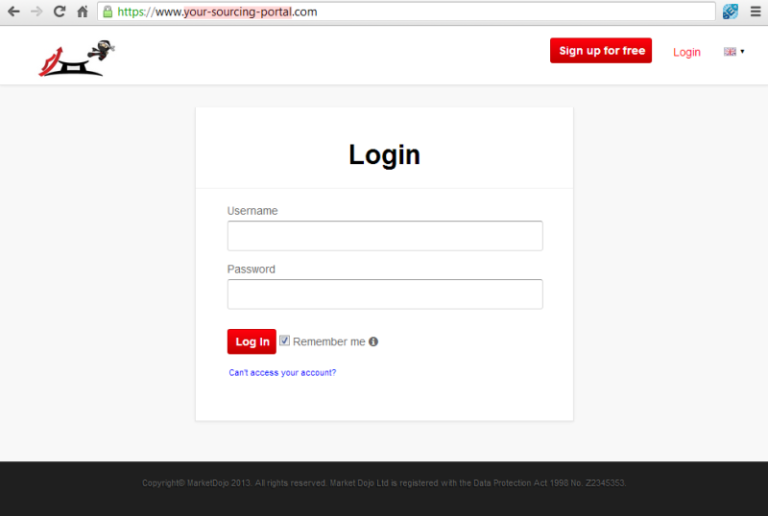 https://www.your-sourcing-portal.com
Sign up for free
Login
Login
Username
Password
Log In
Remember me
Can't access your account?
Copyright© MarketDojo 2013. All rights reserved. Market Dojo Ltd is registered with the Data Protection Act 1998 No. Z2345353.